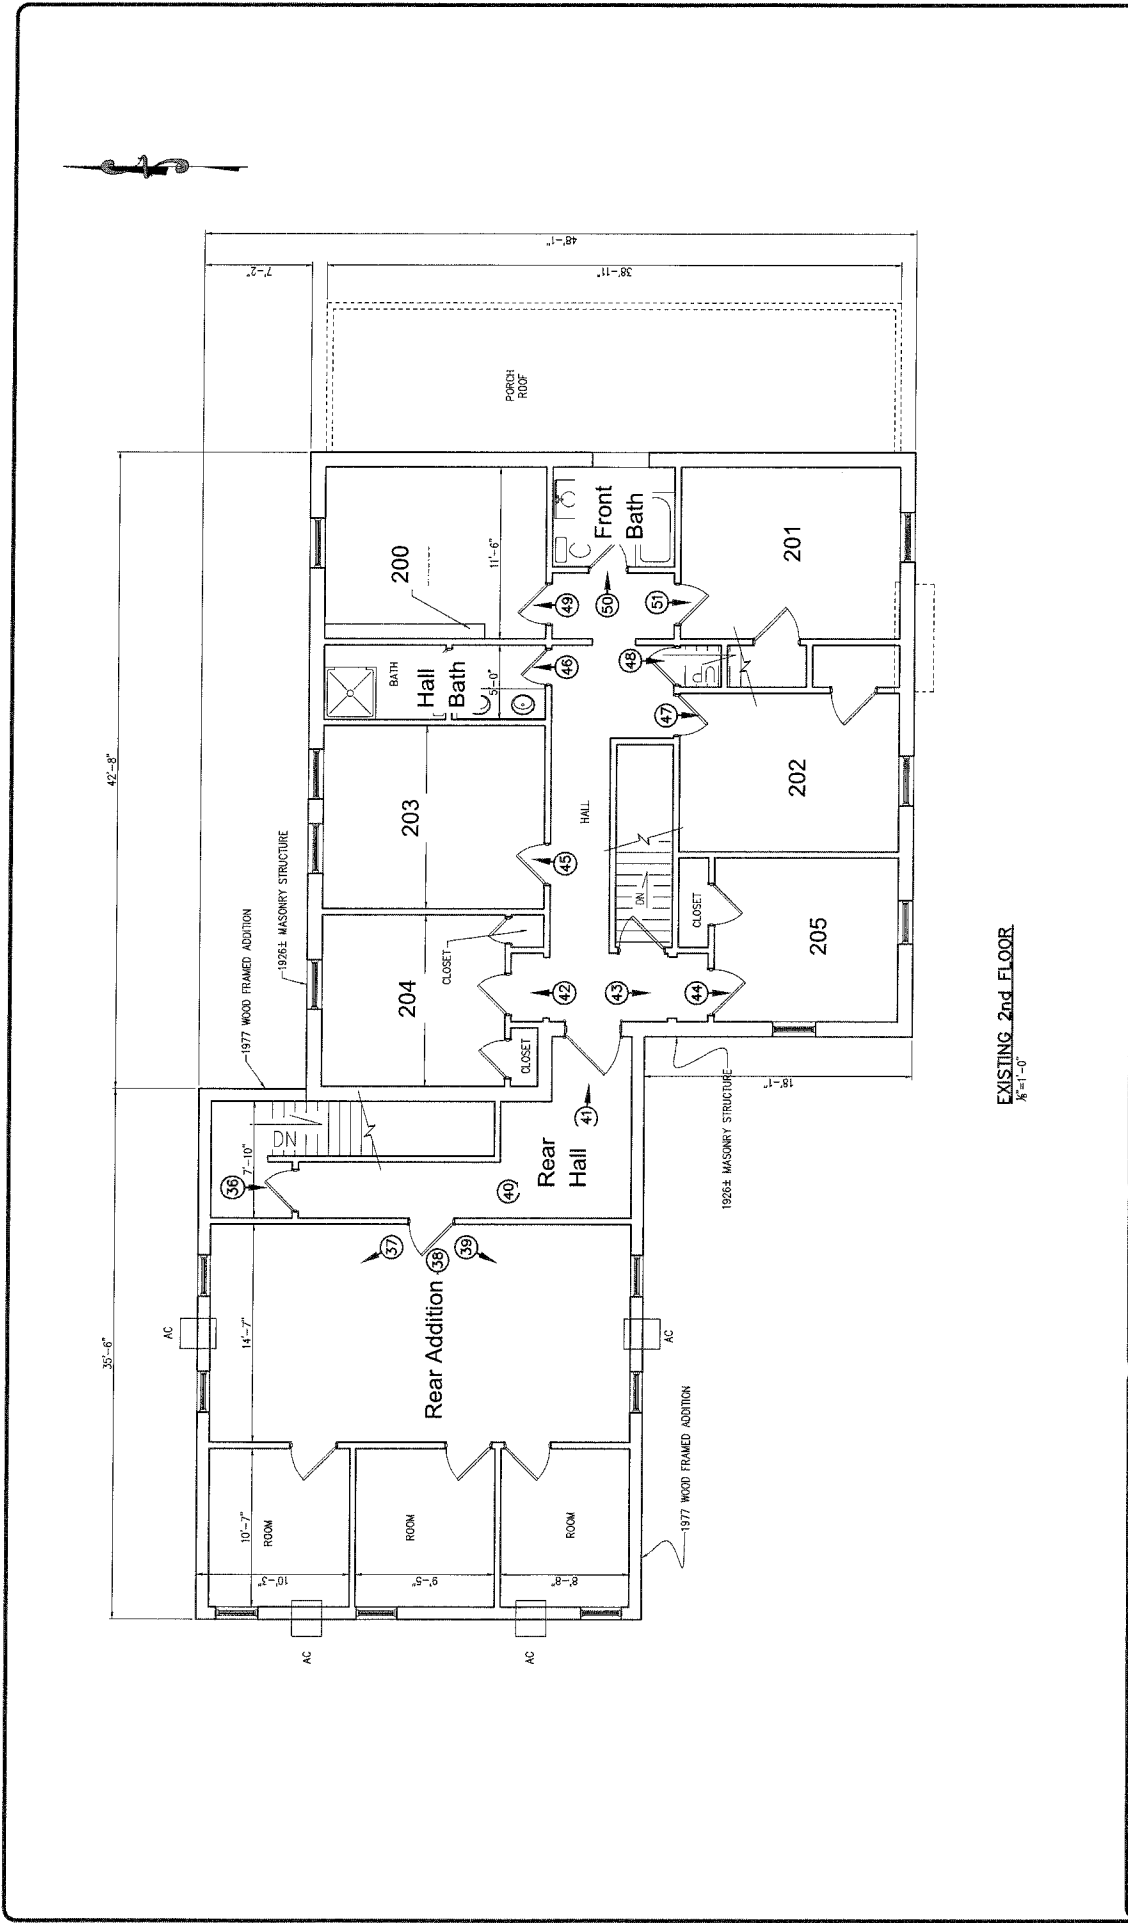 48'-1"
7'-2"
38'-11"
PORCH
ROOF
42'-8"
35'-6"
1977 WOOD FRAMED ADDITION
1926± MASONRY STRUCTURE
200
11'-6"
Front
Bath
201
49
50
51
BATH
Hall
Bath
5'-0"
46
48
47
203
202
HALL
45
DN
CLOSET
205
204
CLOSET
42
43
44
CLOSET
18'-1"
41
DN
7'-10"
36
40
Rear
Hall
1926± MASONRY STRUCTURE
37
38
39
Rear Addition
14'-7"
AC
AC
10'-7"
ROOM
ROOM
ROOM
10'-3"
9'-5"
8'-8"
1977 WOOD FRAMED ADDITION
AC
AC
EXISTING 2nd FLOOR
⅛"=1'-0"